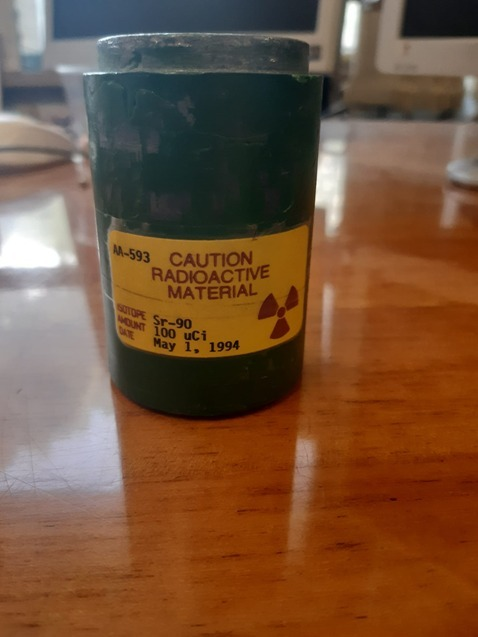 AA-593
CAUTION
RADIOACTIVE
MATERIAL
ISOTOPE Sr-90
AMOUNT 100 uCi
DATE May 1, 1994